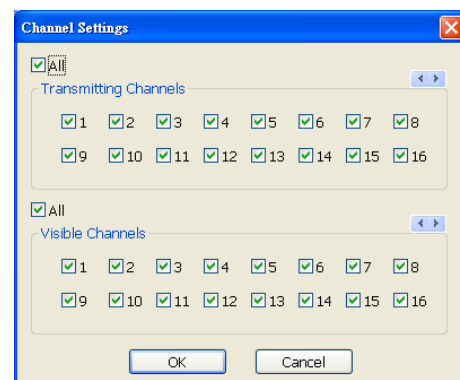 Channel Settings
All
Transmitting Channels
1 2 3 4 5 6 7 8
9 10 11 12 13 14 15 16
All
Visible Channels
1 2 3 4 5 6 7 8
9 10 11 12 13 14 15 16
OK Cancel